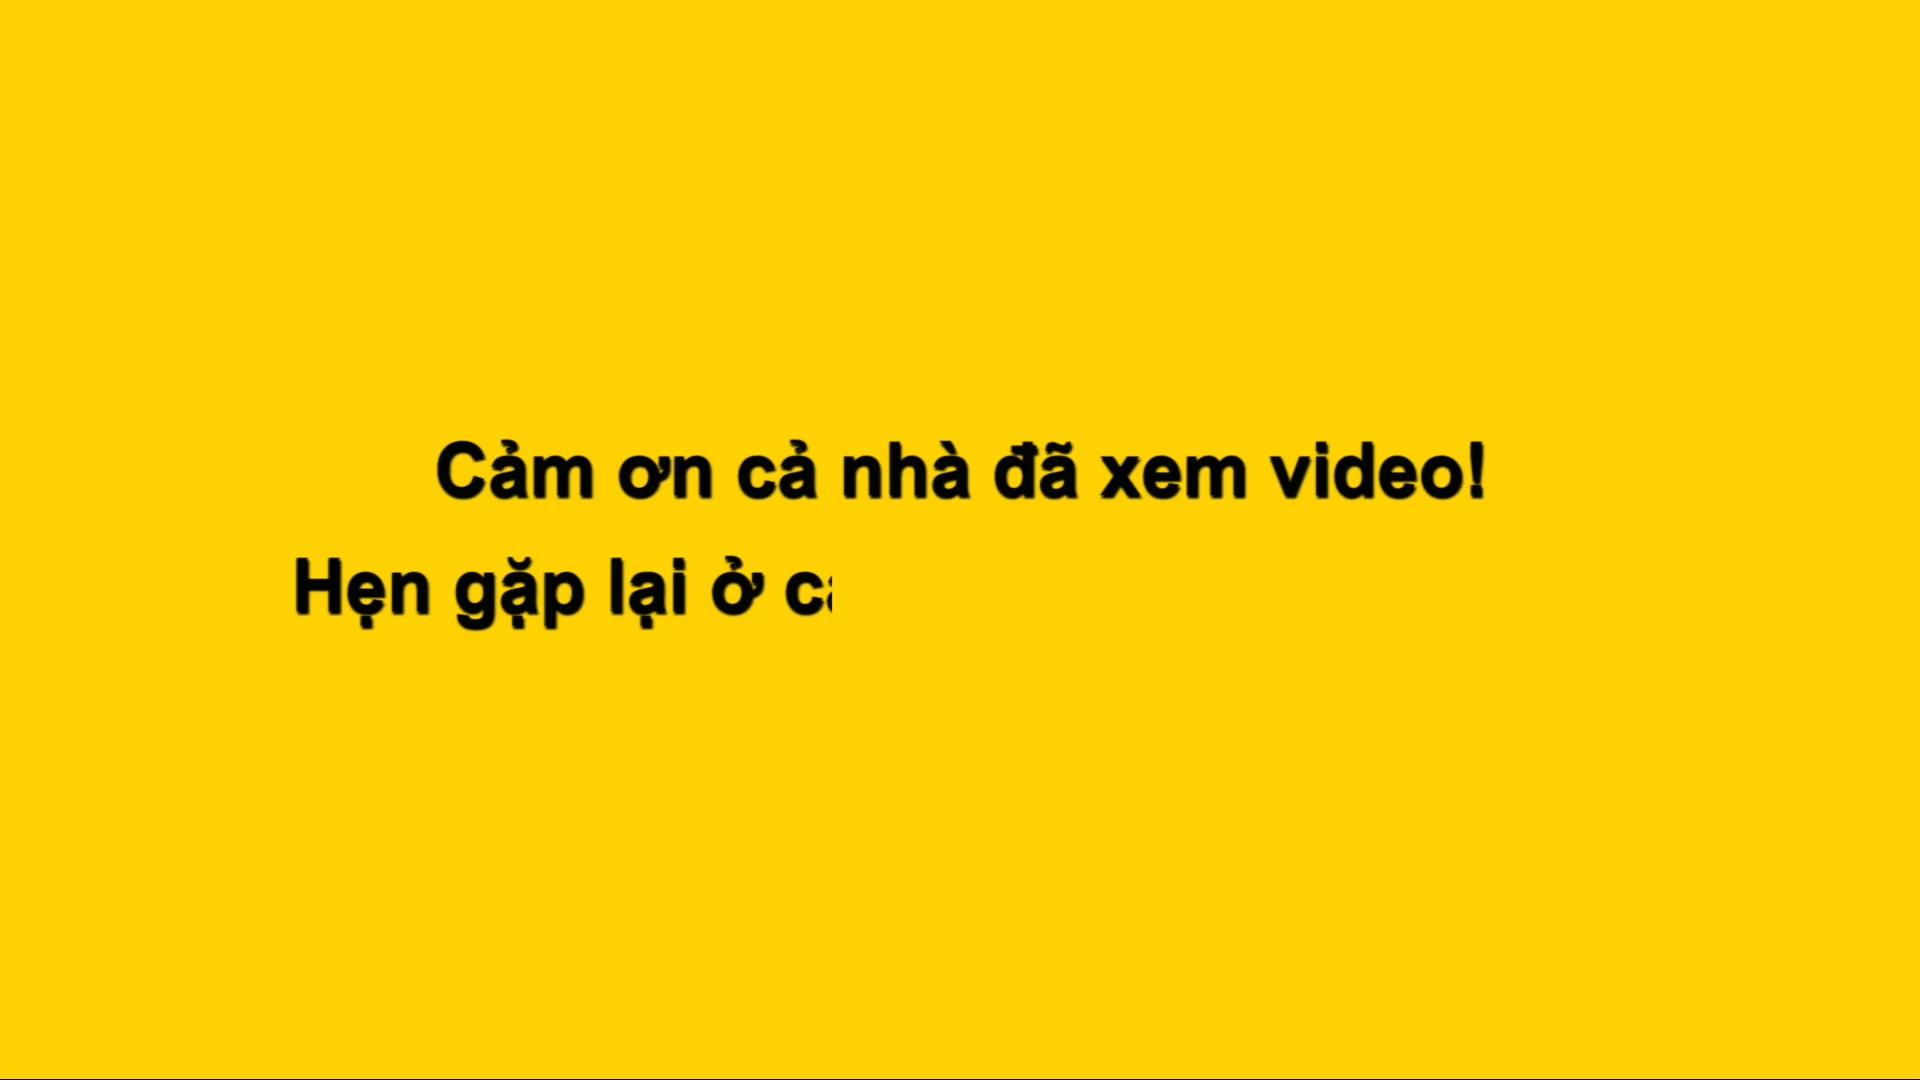 Cảm ơn cả nhà đã xem video!
Hẹn gặp lại ở